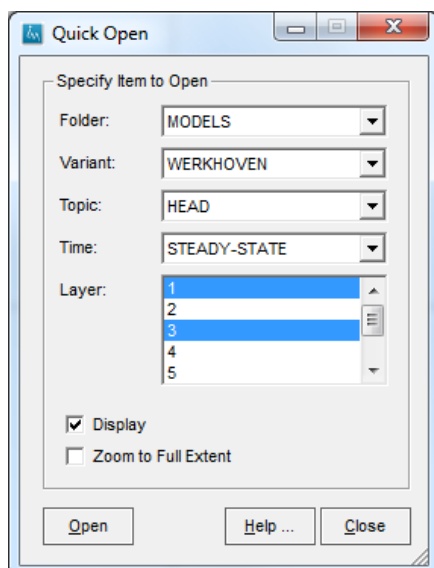 Quick Open
Specify Item to Open
Folder: MODELS
Variant: WERKHOVEN
Topic: HEAD
Time: STEADY-STATE
Layer: 1
2
3
4
5
Display
Zoom to Full Extent
Open Help ... Close